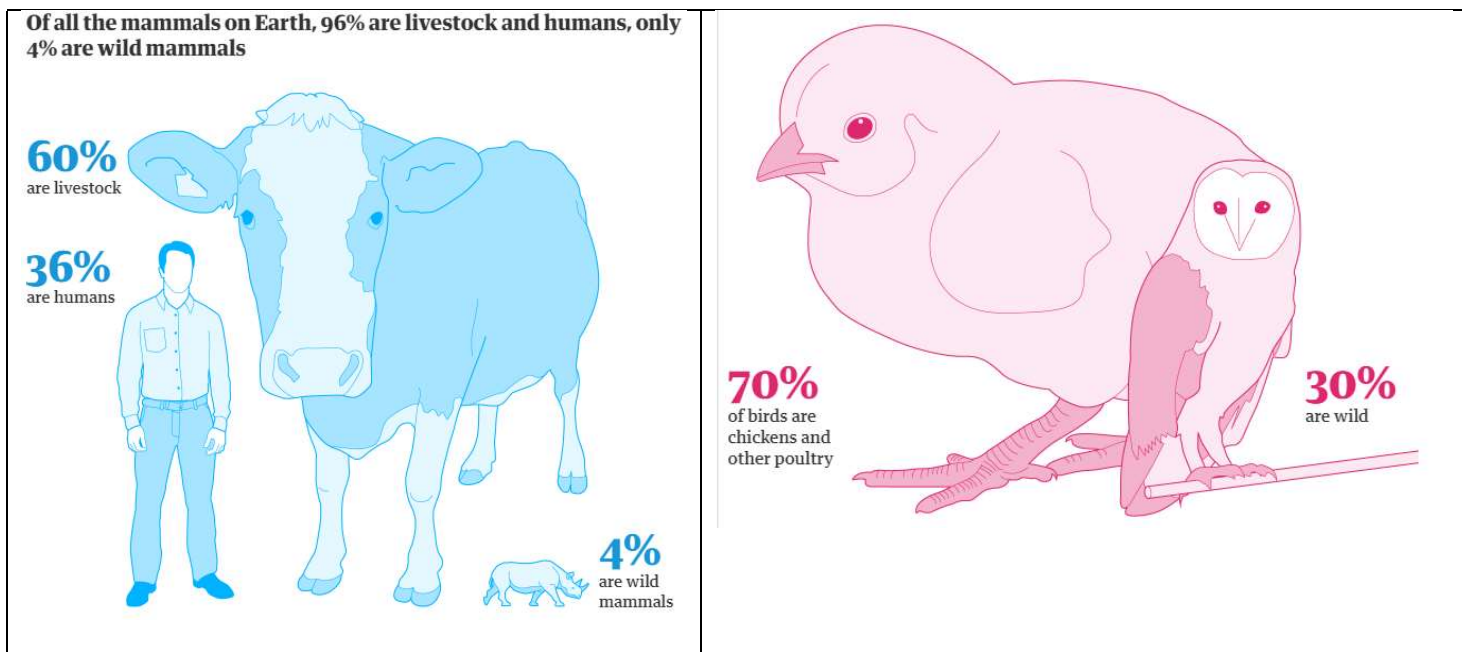 Of all the mammals on Earth, 96% are livestock and humans, only
4% are wild mammals
60%
are livestock
36%
are humans
4%
are wild
mammals
70%
of birds are
chickens and
other poultry
30%
are wild